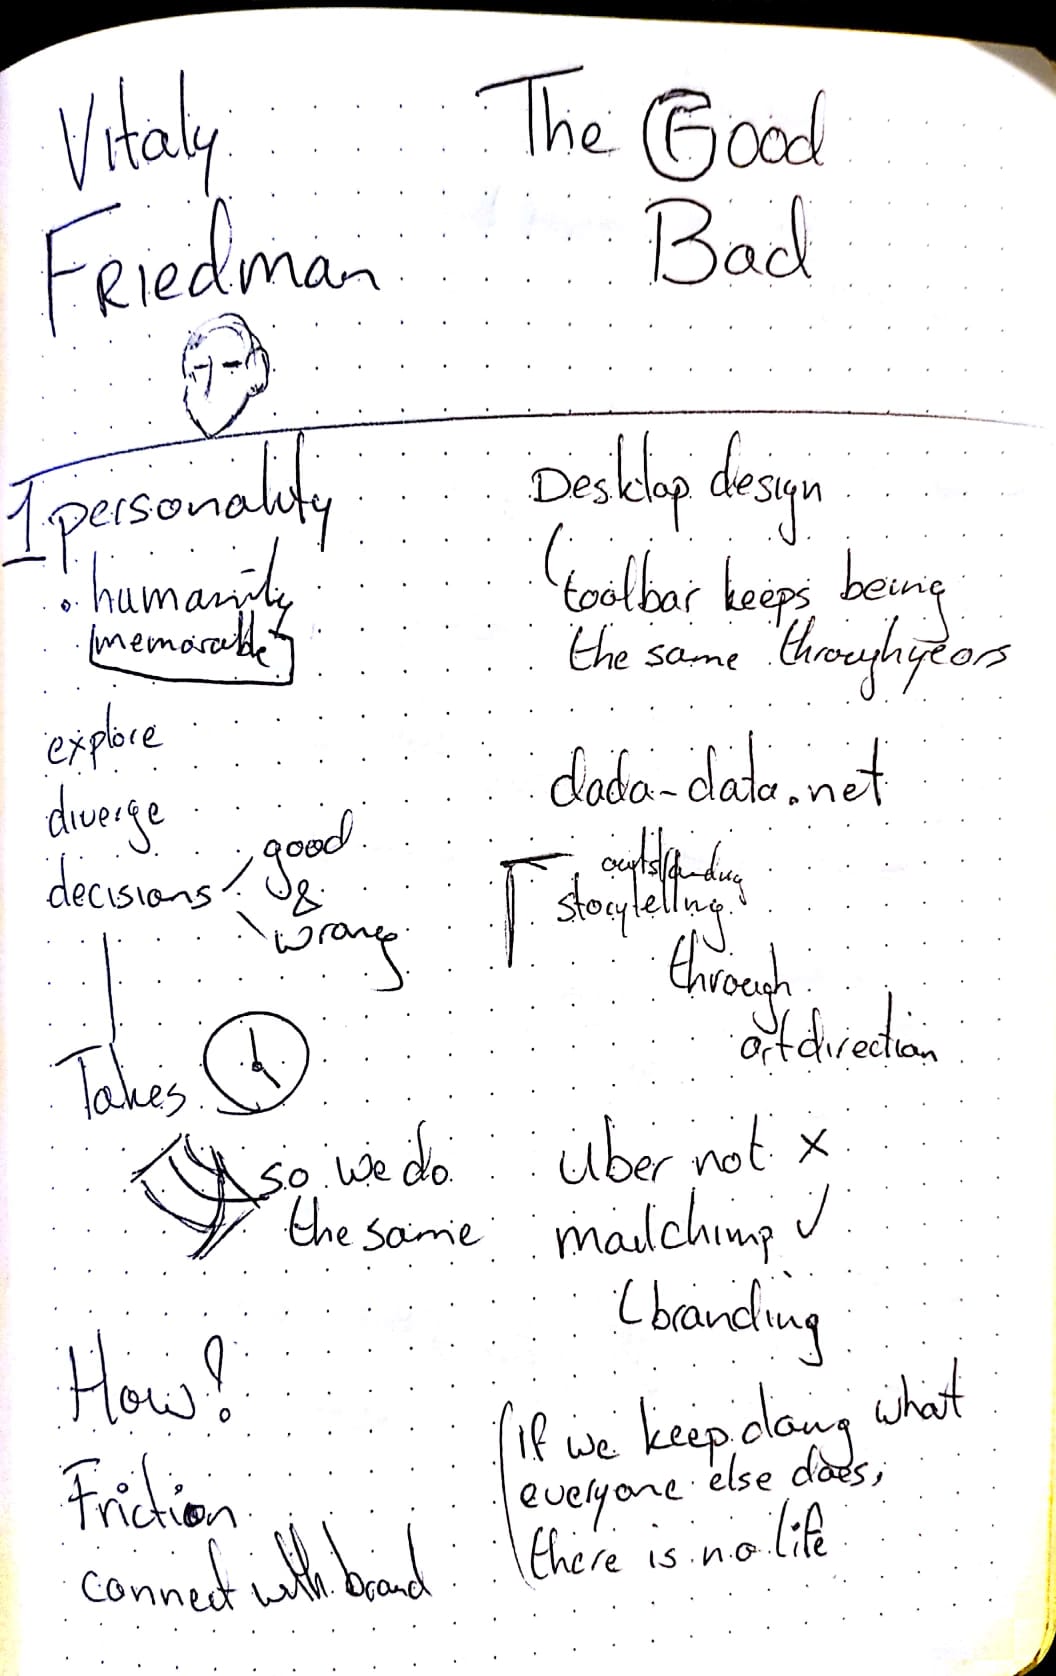 Vitaly
Friedman
The Good
Bad
1 personality
humanity
memorable
explore
diverge
decisions
good
&
wrong
Takes
so we do
the same
How?
Friction
connect with brand
Desktop design
toolbar keeps being
the same through years
dada-data.net
outstanding
storytelling
through
art direction
Uber not x
mailchimp ✓
branding
If we keep doing what
everyone else does,
there is no life